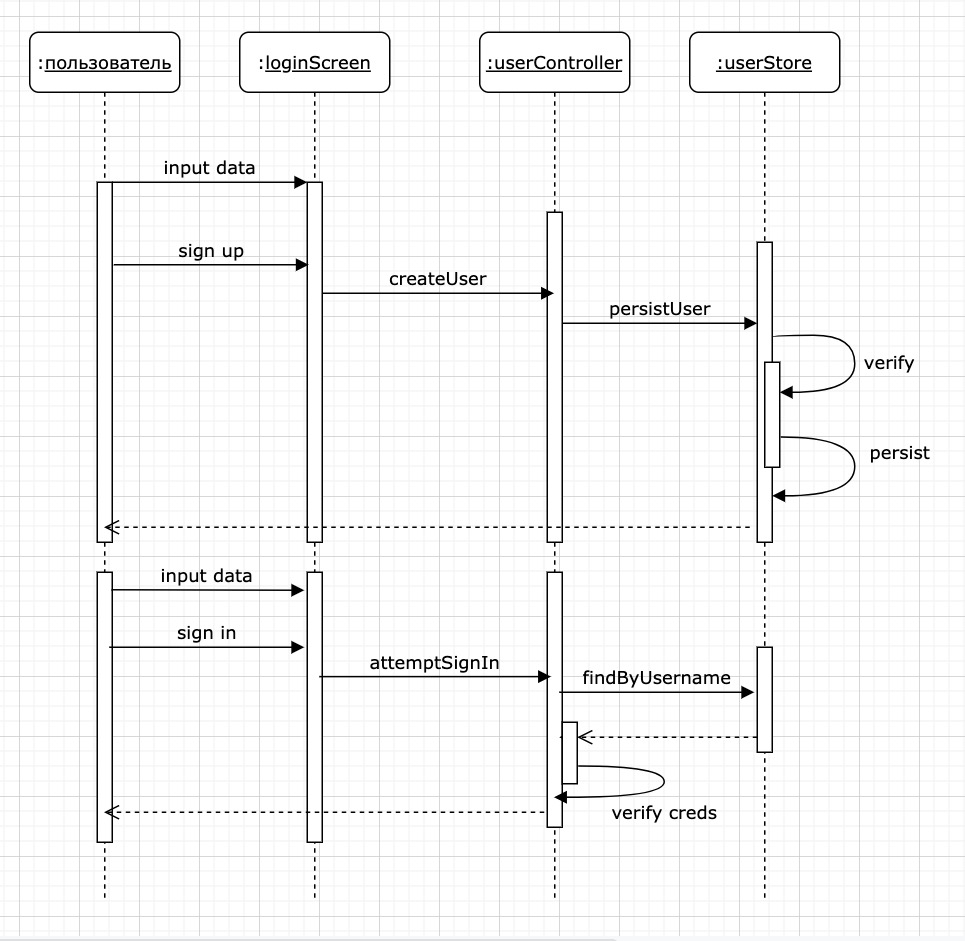 :пользователь
:loginScreen
:userController
:userStore
input data
sign up
createUser
persistUser
verify
persist
input data
sign in
attemptSignIn
findByUsername
verify creds